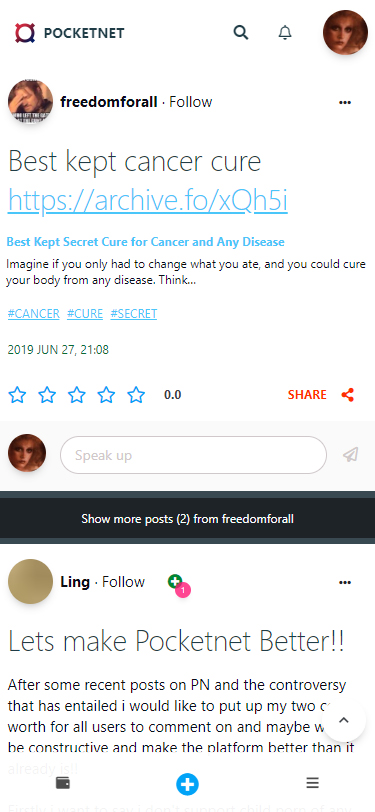 POCKETNET
freedomforall · Follow
Best kept cancer cure
https://archive.fo/xQh5i
Best Kept Secret Cure for Cancer and Any Disease
Imagine if you only had to change what you ate, and you could cure
your body from any disease. Think...
#CANCER #CURE #SECRET
2019 JUN 27, 21:08
0.0 SHARE
Speak up
Show more posts (2) from freedomforall
Ling · Follow
1
Lets make Pocketnet Better!!
After some recent posts on PN and the controversy
that has entailed i would like to put up my two
worth for all users to comment on and maybe
be constructive and make the platform better than it
already is!!
Firstly i want to say i don't support child porn of any